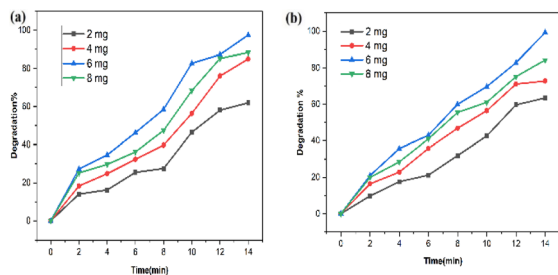 (a)
2 mg
4 mg
6 mg
8 mg
100
80
60
40
20
0
Degradation%
0 2 4 6 8 10 12 14
Time(min)
(b)
2 mg
4 mg
6 mg
8 mg
100
80
60
40
20
0
Degradation %
0 2 4 6 8 10 12 14
Time(min)